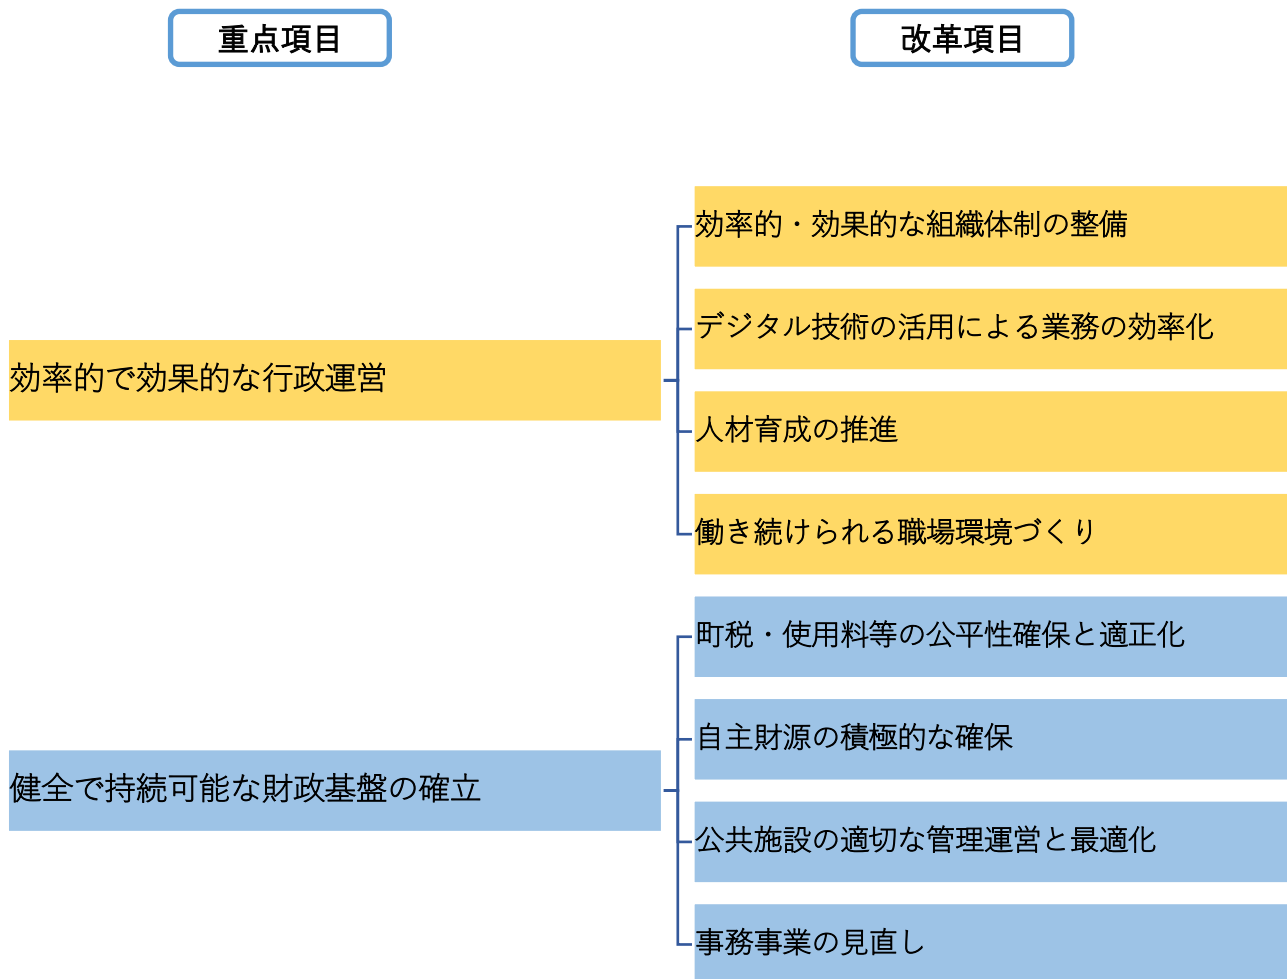 重点項目
改革項目
効率的で効果的な行政運営
効率的・効果的な組織体制の整備
デジタル技術の活用による業務の効率化
人材育成の推進
働き続けられる職場環境づくり
健全で持続可能な財政基盤の確立
町税・使用料等の公平性確保と適正化
自主財源の積極的な確保
公共施設の適切な管理運営と最適化
事務事業の見直し